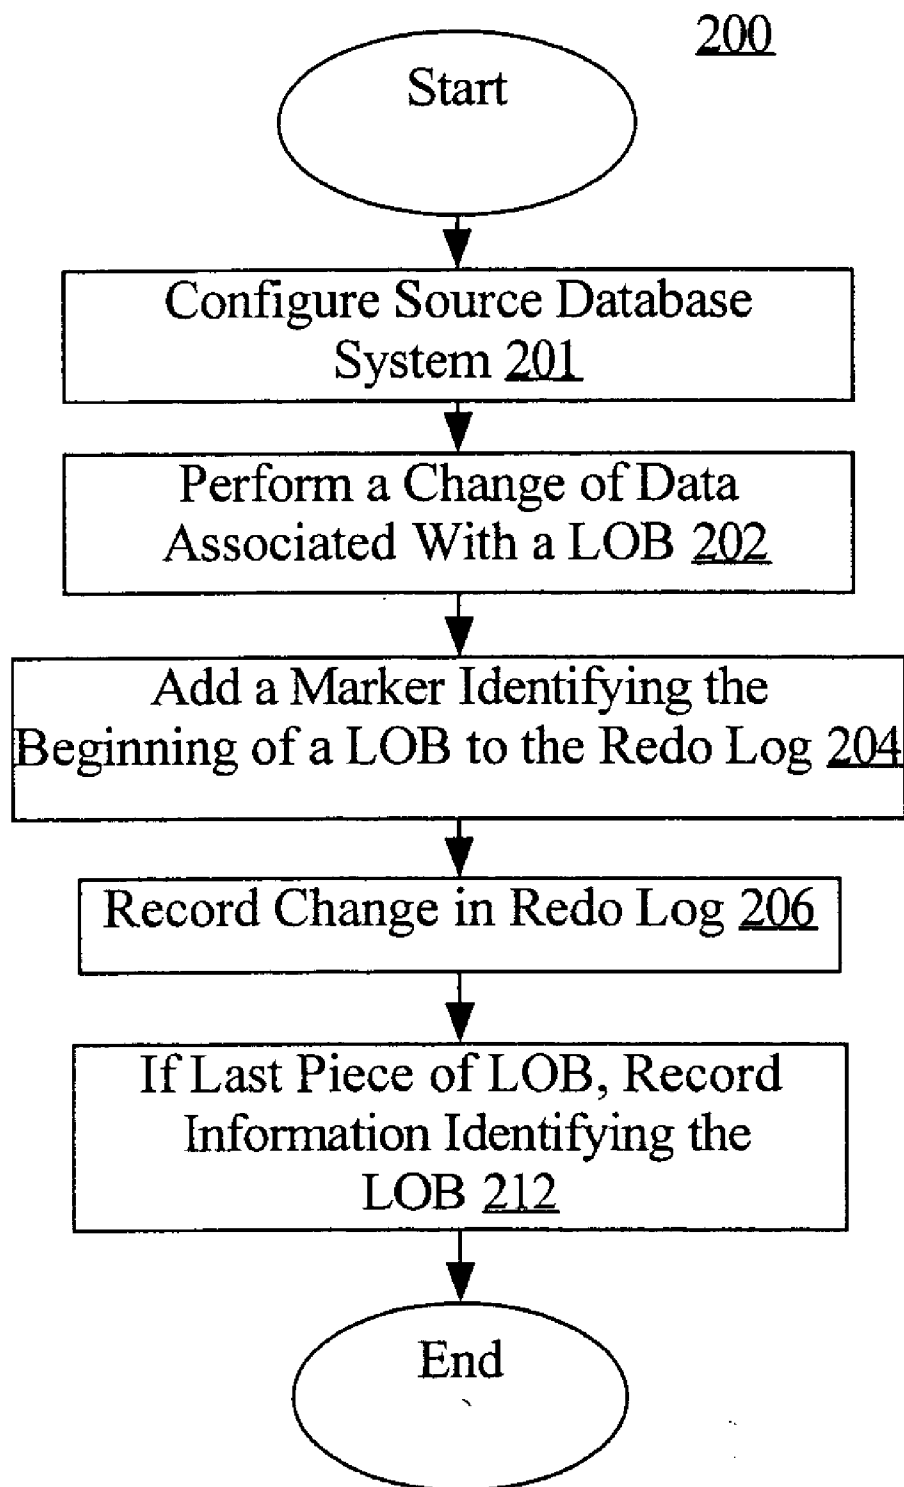 200
Start
Configure Source Database
System 201
Perform a Change of Data
Associated With a LOB 202
Add a Marker Identifying the
Beginning of a LOB to the Redo Log 204
Record Change in Redo Log 206
If Last Piece of LOB, Record
Information Identifying the
LOB 212
End